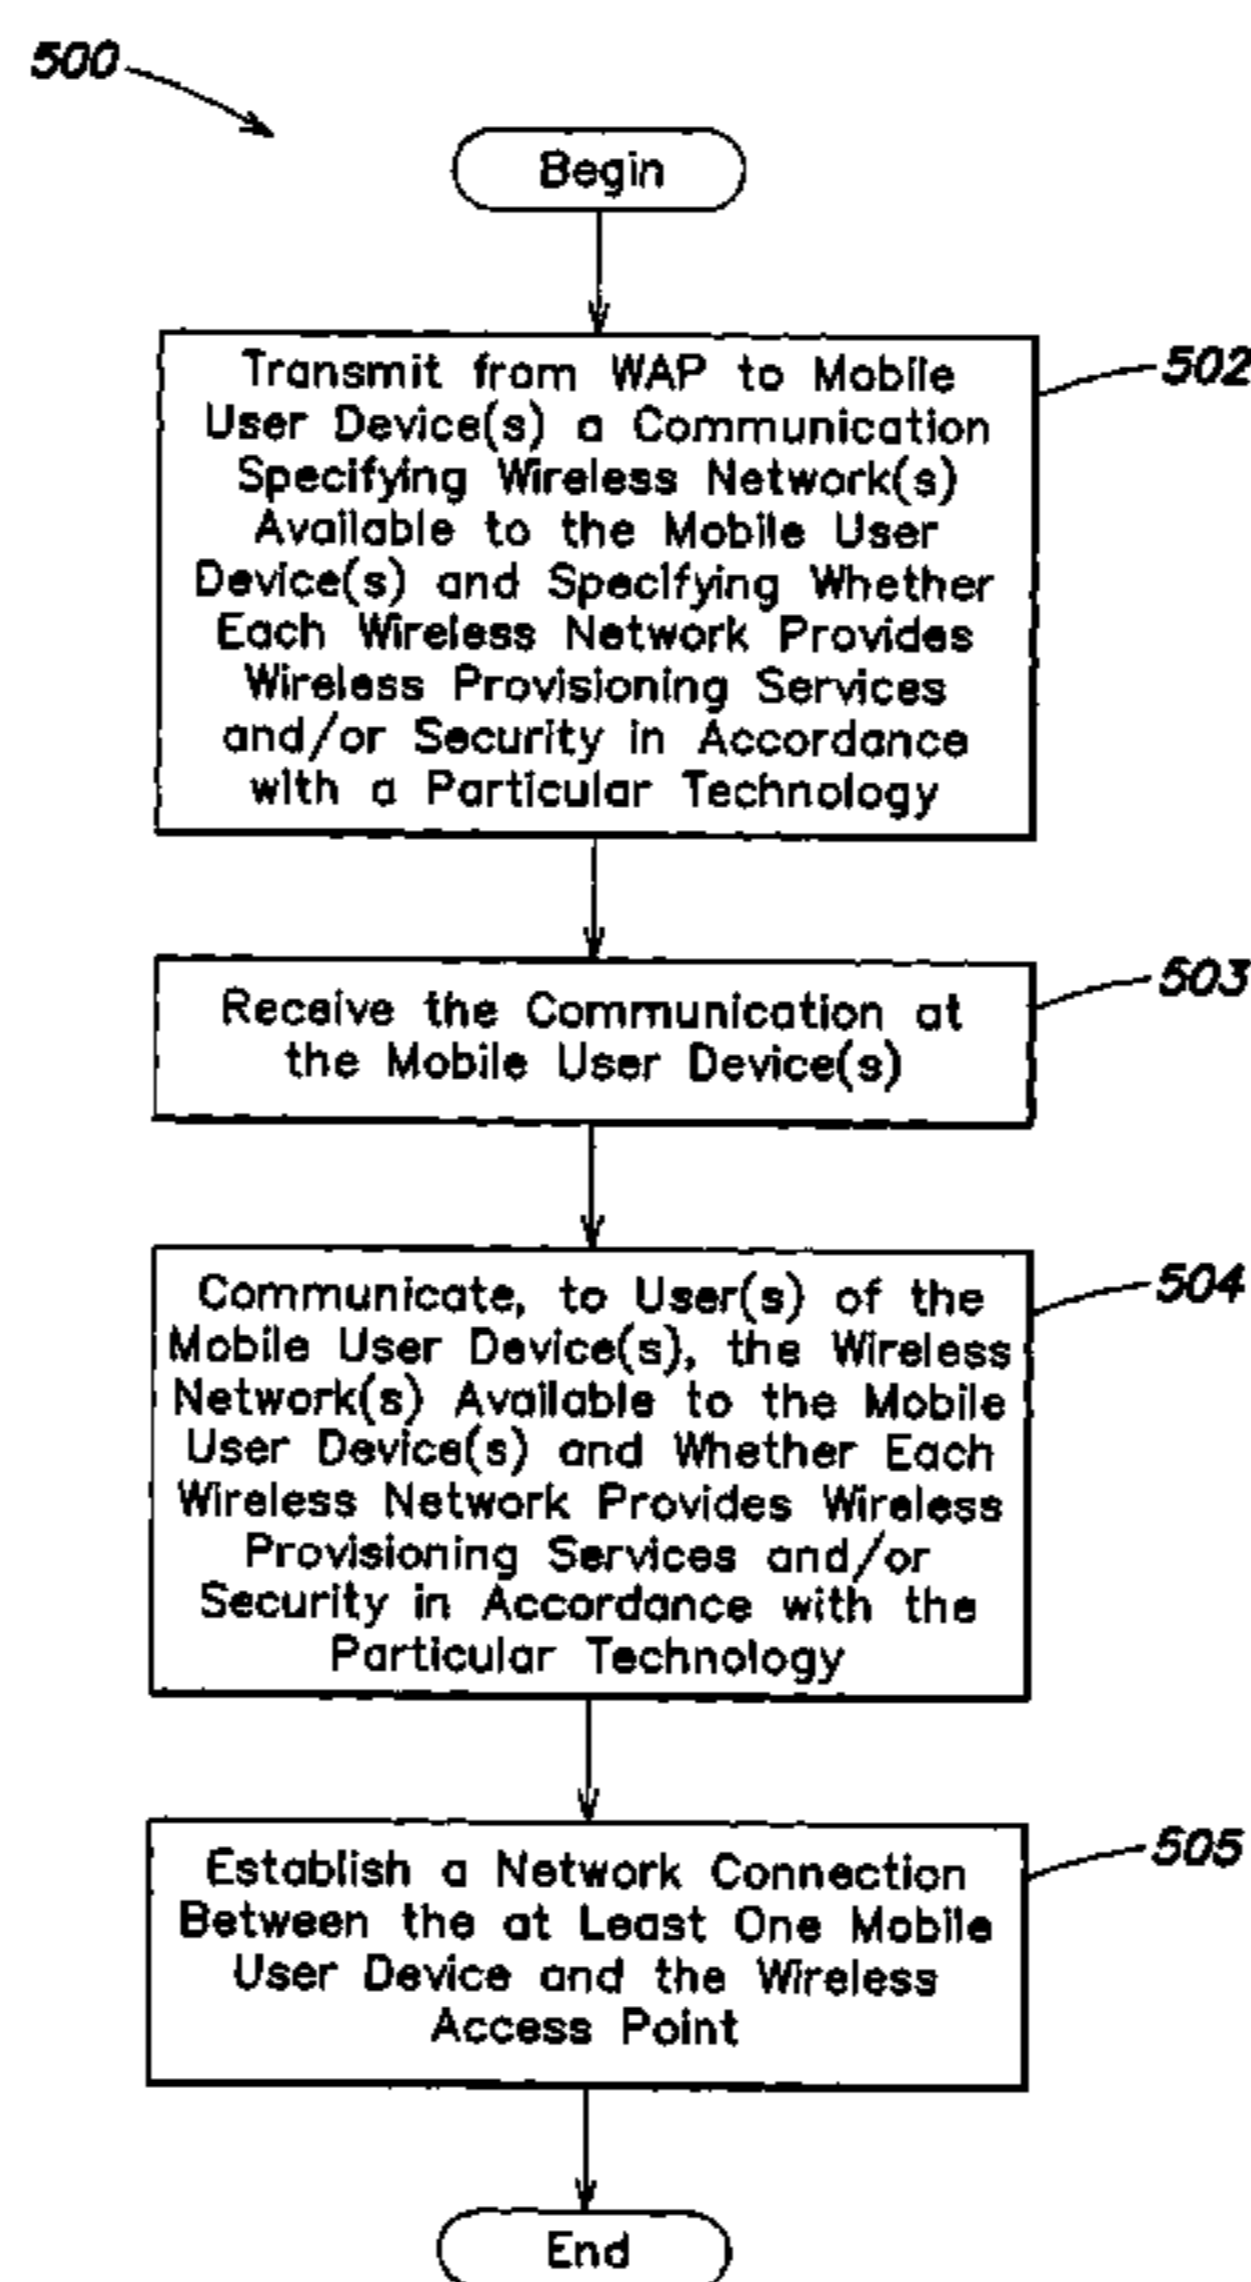 500
Begin
Transmit from WAP to Mobile
User Device(s) a Communication
Specifying Wireless Network(s)
Available to the Mobile User
Device(s) and Specifying Whether
Each Wireless Network Provides
Wireless Provisioning Services
and/or Security in Accordance
with a Particular Technology
502
Receive the Communication at
the Mobile User Device(s)
503
Communicate, to User(s) of the
Mobile User Device(s), the Wireless
Network(s) Available to the Mobile
User Device(s) and Whether Each
Wireless Network Provides Wireless
Provisioning Services and/or
Security in Accordance with the
Particular Technology
504
Establish a Network Connection
Between the at Least One Mobile
User Device and the Wireless
Access Point
505
End